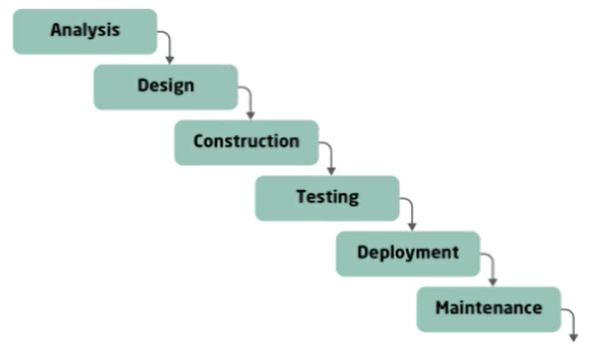 Analysis
Design
Construction
Testing
Deployment
Maintenance